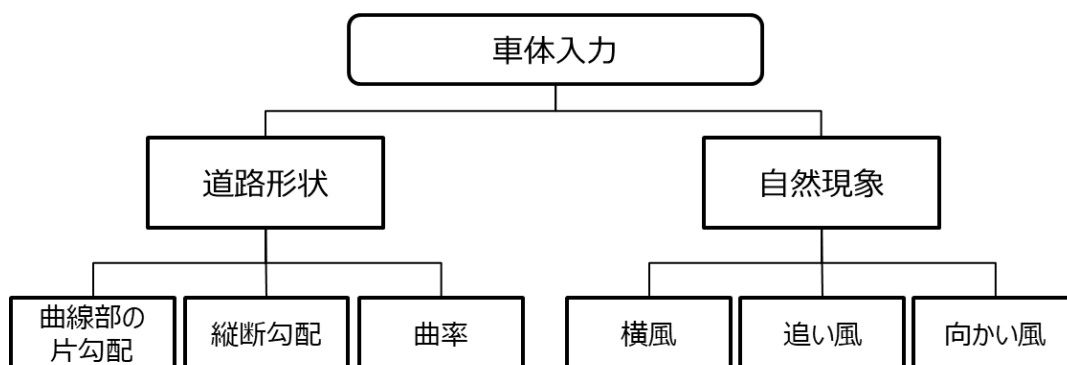 車体入力
道路形状
自然現象
曲線部の
片勾配
縦断勾配
曲率
横風
追い風
向かい風